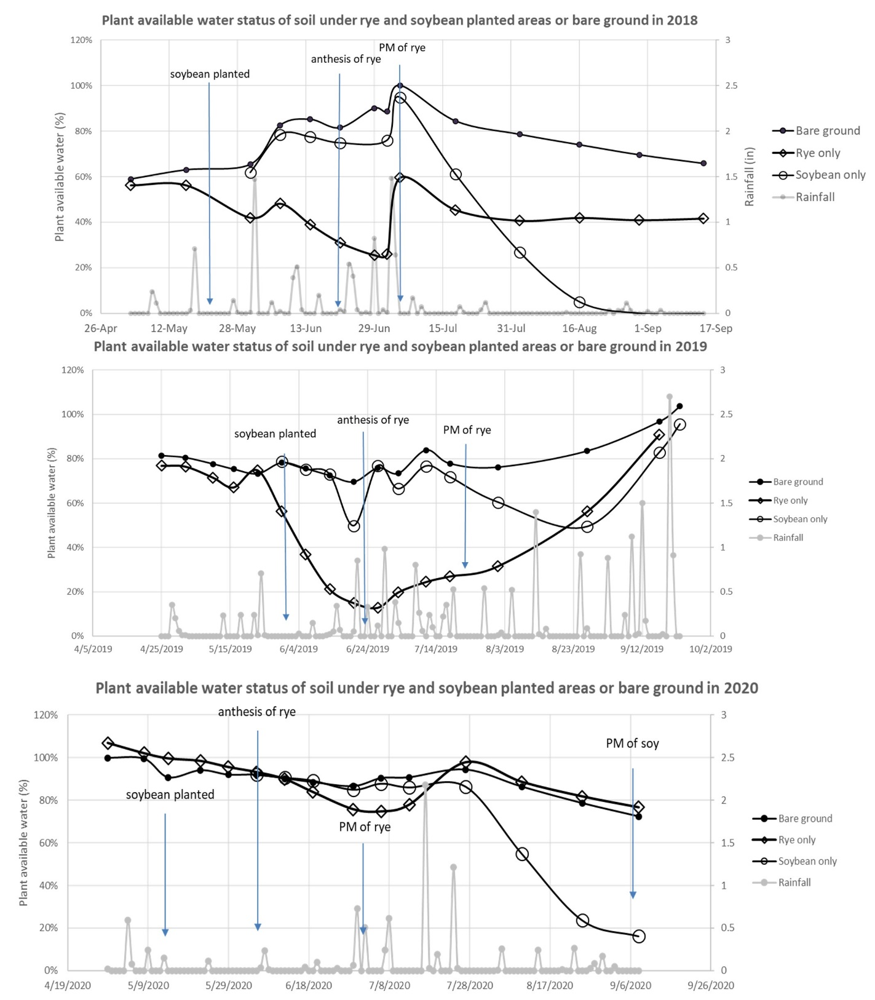 Plant available water status of soil under rye and soybean planted areas or bare ground in 2018
120%
100%
80%
60%
40%
20%
0%
Plant available water (%)
3
2.5
2
1.5
1
0.5
0
Rainfall (in)
soybean planted
anthesis of rye
PM of rye
26-Apr 12-May 28-May 13-Jun 29-Jun 15-Jul 31-Jul 16-Aug 1-Sep 17-Sep
Bare ground
Rye only
Soybean only
Rainfall
Plant available water status of soil under rye and soybean planted areas or bare ground in 2019
120%
100%
80%
60%
40%
20%
0%
Plant available water (%)
3
2.5
2
1.5
1
0.5
0
soybean planted
anthesis of rye
PM of rye
4/5/2019 4/25/2019 5/15/2019 6/4/2019 6/24/2019 7/14/2019 8/3/2019 8/23/2019 9/12/2019 10/2/2019
Bare ground
Rye only
Soybean only
Rainfall
Plant available water status of soil under rye and soybean planted areas or bare ground in 2020
120%
100%
80%
60%
40%
20%
0%
Plant available water (%)
3
2.5
2
1.5
1
0.5
0
anthesis of rye
soybean planted
PM of rye
PM of soy
4/19/2020 5/9/2020 5/29/2020 6/18/2020 7/8/2020 7/28/2020 8/17/2020 9/6/2020 9/26/2020
Bare ground
Rye only
Soybean only
Rainfall